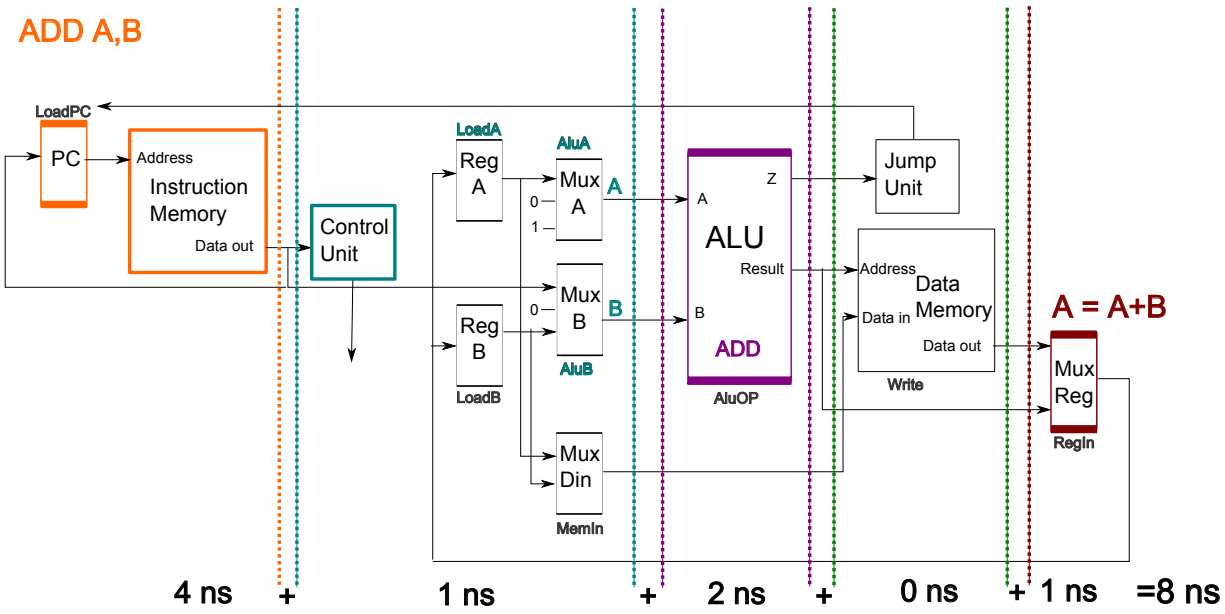 ADD A,B
LoadPC
PC
Address
Instruction
Memory
Data out
Control
Unit
LoadA
Reg
A
Reg
B
LoadB
AluA
Mux
A
0
1
A
Mux
B
0
B
AluB
Mux
Din
MemIn
A
Z
ALU
Result
B
ADD
AluOP
Jump
Unit
Address
Data
Memory
Data in
Data out
Write
A = A+B
Mux
Reg
RegIn
4 ns + 1 ns + 2 ns + 0 ns + 1 ns =8 ns